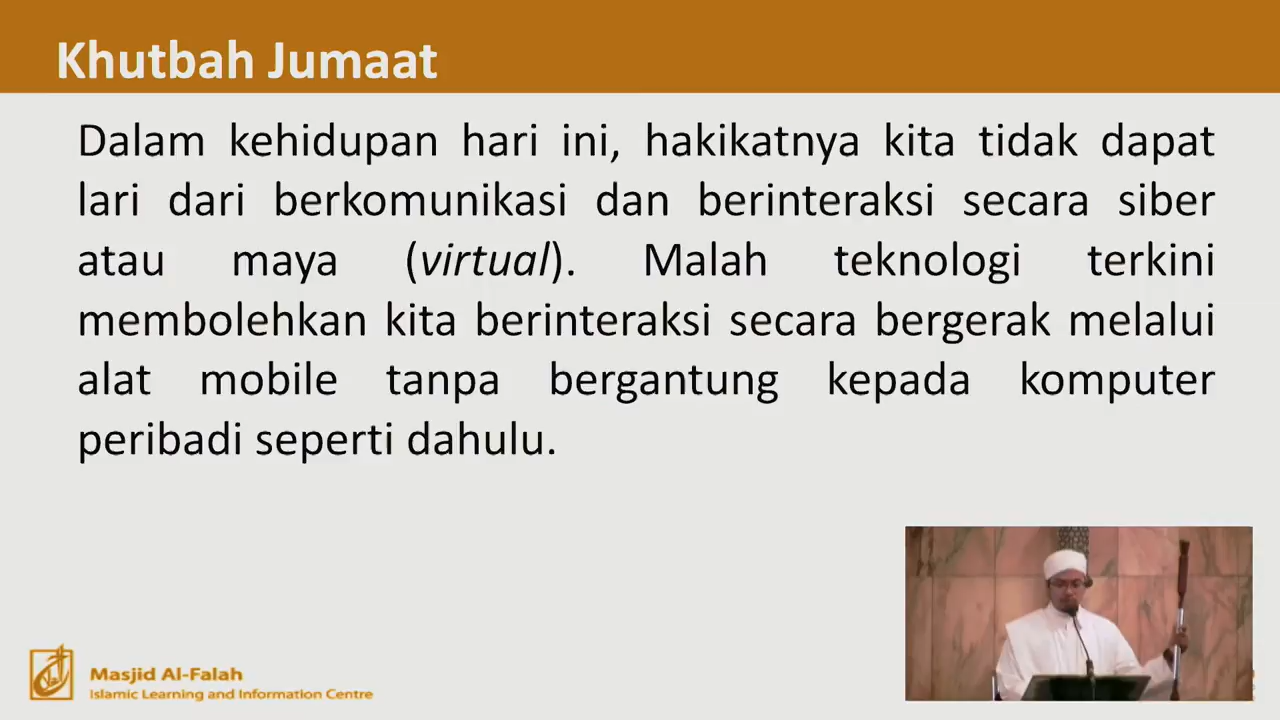 Khutbah Jumaat
Dalam kehidupan hari ini, hakikatnya kita tidak dapat
lari dari berkomunikasi dan berinteraksi secara siber
atau maya (virtual). Malah teknologi terkini
membolehkan kita berinteraksi secara bergerak melalui
alat mobile tanpa bergantung kepada komputer
peribadi seperti dahulu.
Masjid Al-Falah
Islamic Learning and Information Centre